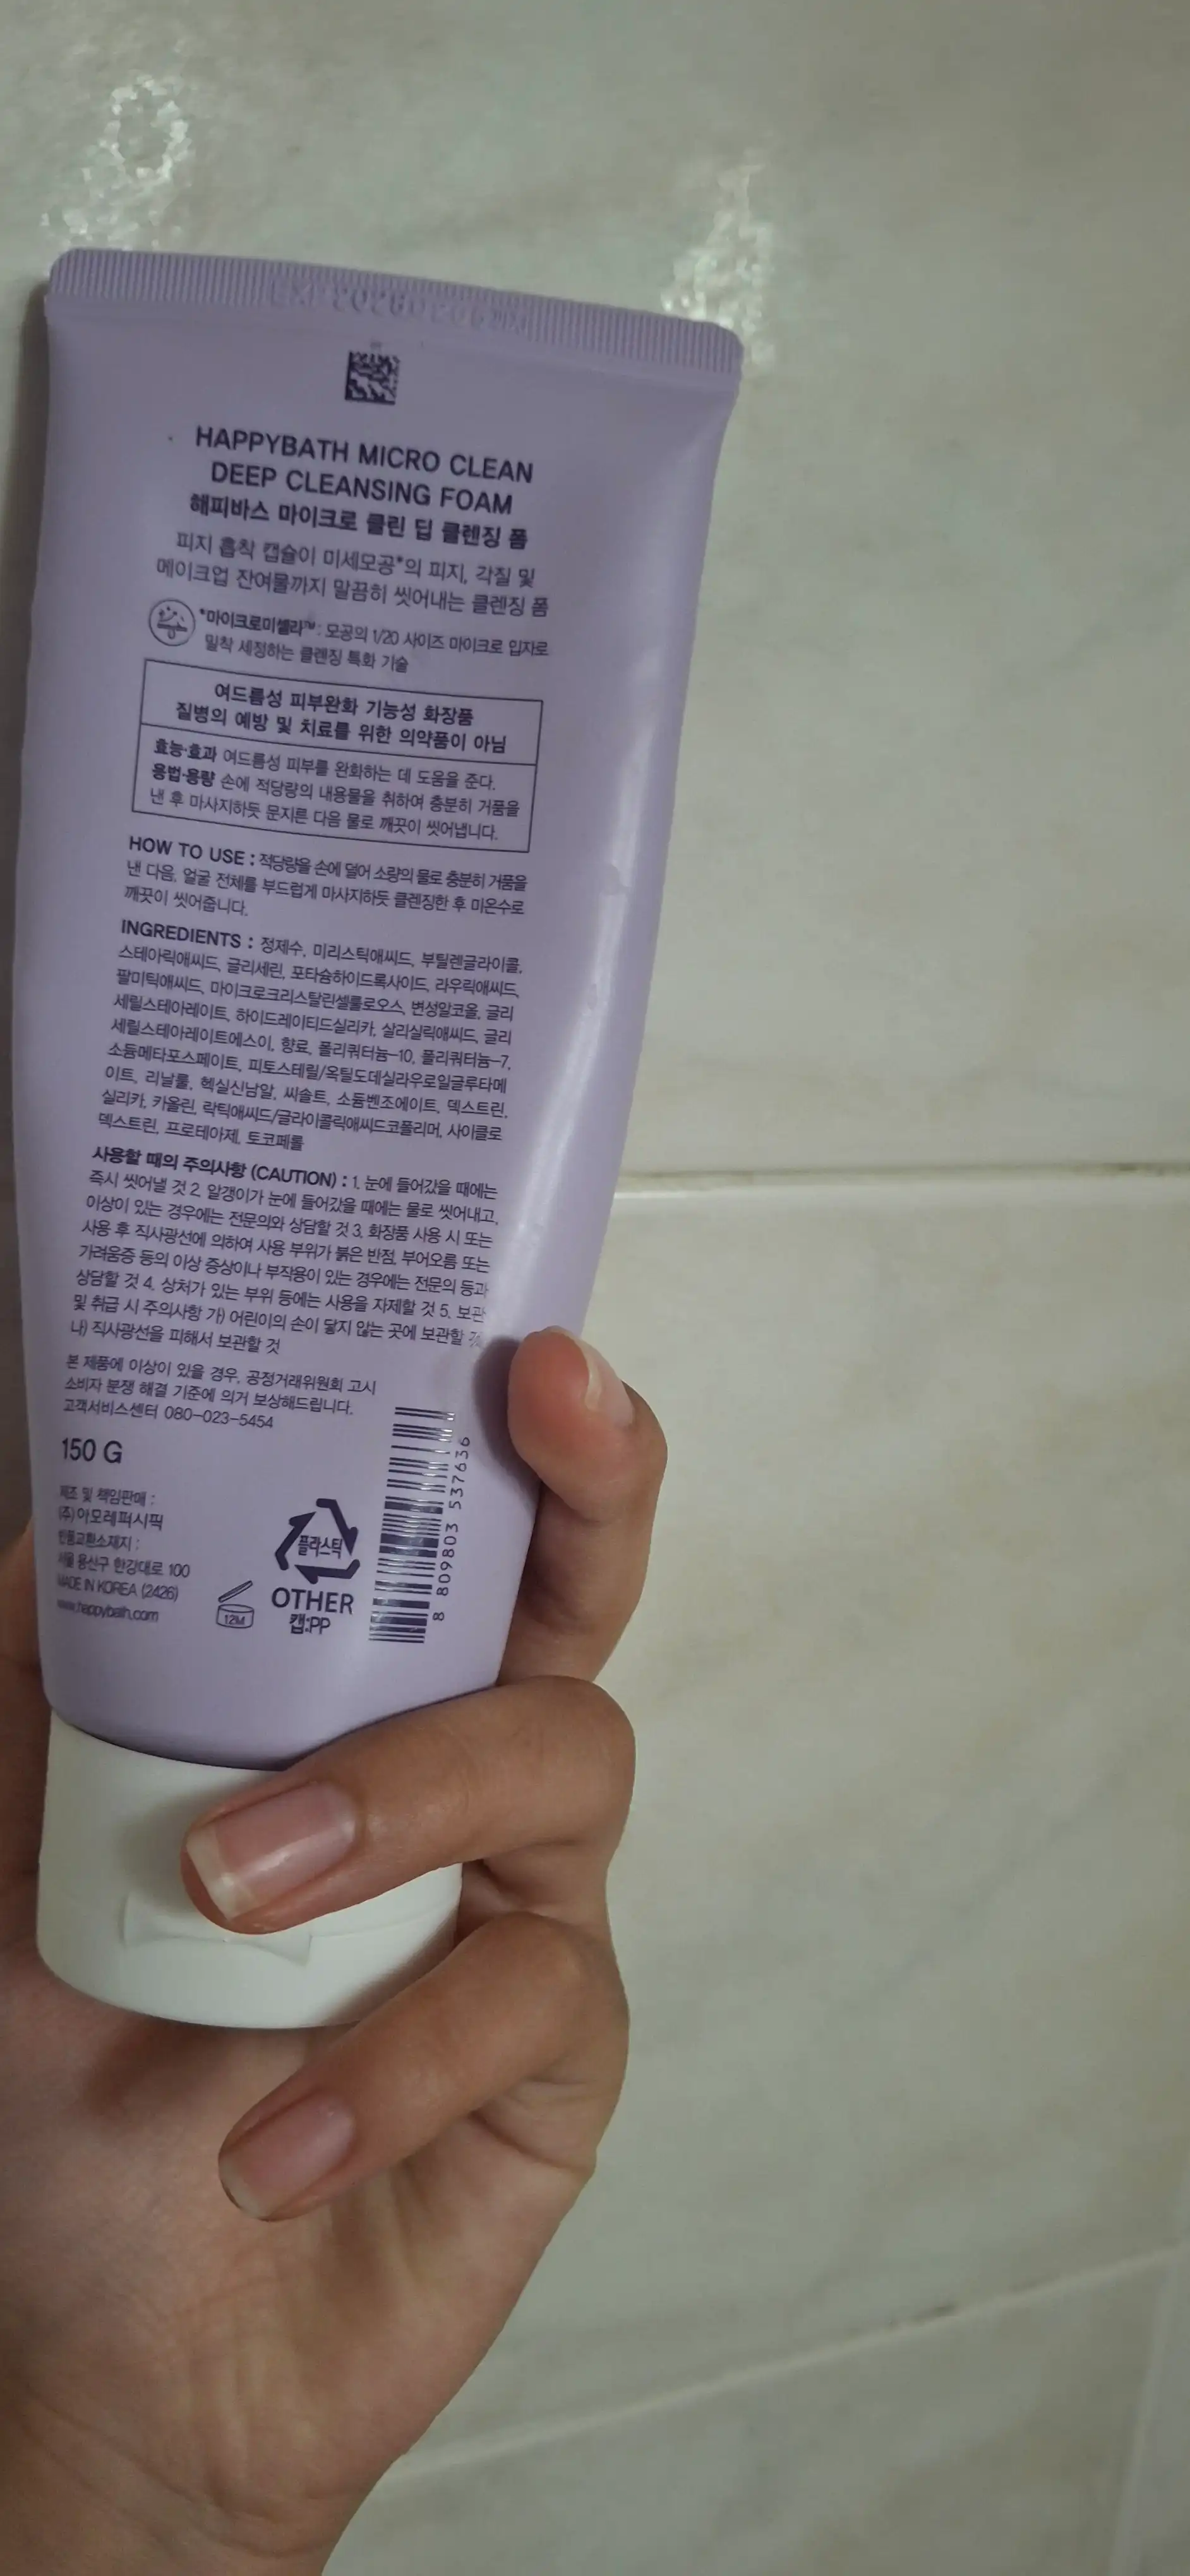 HAPPYBATH MICRO CLEAN
DEEP CLEANSING FOAM
해피바스 마이크로 클린 딥 클렌징 폼
피지 흡착 캡슐이 미세모공*의 피지, 각질 및
메이크업 잔여물까지 말끔히 씻어내는 클렌징 폼
*마이크로미셀라™ : 모공의 1/20 사이즈 마이크로 입자로
밀착 세정하는 클렌징 특화 기술
여드름성 피부완화 기능성 화장품
질병의 예방 및 치료를 위한 의약품이 아님
효능·효과 여드름성 피부를 완화하는 데 도움을 준다.
용법·용량 손에 적당량의 내용물을 취하여 충분히 거품을
낸 후 마사지하듯 문지른 다음 물로 깨끗이 씻어냅니다.
HOW TO USE : 적당량을 손에 덜어 소량의 물로 충분히 거품을
낸 다음, 얼굴 전체를 부드럽게 마사지하듯 클렌징한 후 미온수로
깨끗이 씻어줍니다.
INGREDIENTS : 정제수, 미리스틱애씨드, 부틸렌글라이콜,
스테아릭애씨드, 글리세린, 포타슘하이드록사이드, 라우릭애씨드,
팔미틱애씨드, 마이크로크리스탈린셀룰로오스, 변성알코올, 글리
세릴스테아레이트, 하이드레이티드실리카, 살리실릭애씨드, 글리
세릴스테아레이트에스이, 향료, 폴리쿼터늄-10, 폴리쿼터늄-7,
소듐메타포스페이트, 피토스테릴/옥틸도데실라우로일글루타메
이트, 리날룰, 헥실신남알, 씨솔트, 소듐벤조에이트, 덱스트린,
실리카, 카올린, 락틱애씨드/글라이콜릭애씨드코폴리머, 사이클로
덱스트린, 프로테아제, 토코페롤
사용할 때의 주의사항 (CAUTION) : 1. 눈에 들어갔을 때에는
즉시 씻어낼 것 2. 알갱이가 눈에 들어갔을 때에는 물로 씻어내고,
이상이 있는 경우에는 전문의와 상담할 것 3. 화장품 사용 시 또는
사용 후 직사광선에 의하여 사용 부위가 붉은 반점, 부어오름 또는
가려움증 등의 이상 증상이나 부작용이 있는 경우에는 전문의 등과
상담할 것 4. 상처가 있는 부위 등에는 사용을 자제할 것 5. 보관
및 취급 시 주의사항 가) 어린이의 손이 닿지 않는 곳에 보관할 것
나) 직사광선을 피해서 보관할 것
본 제품에 이상이 있을 경우, 공정거래위원회 고시
소비자 분쟁 해결 기준에 의거 보상해드립니다.
고객서비스센터 080-023-5454
150 G
제조 및 책임판매 :
(주)아모레퍼시픽
반품교환소재지 :
서울 용산구 한강대로 100
MADE IN KOREA (2426)
www.happybath.com
12M
플라스틱
OTHER
캡:PP
8 809803 537636